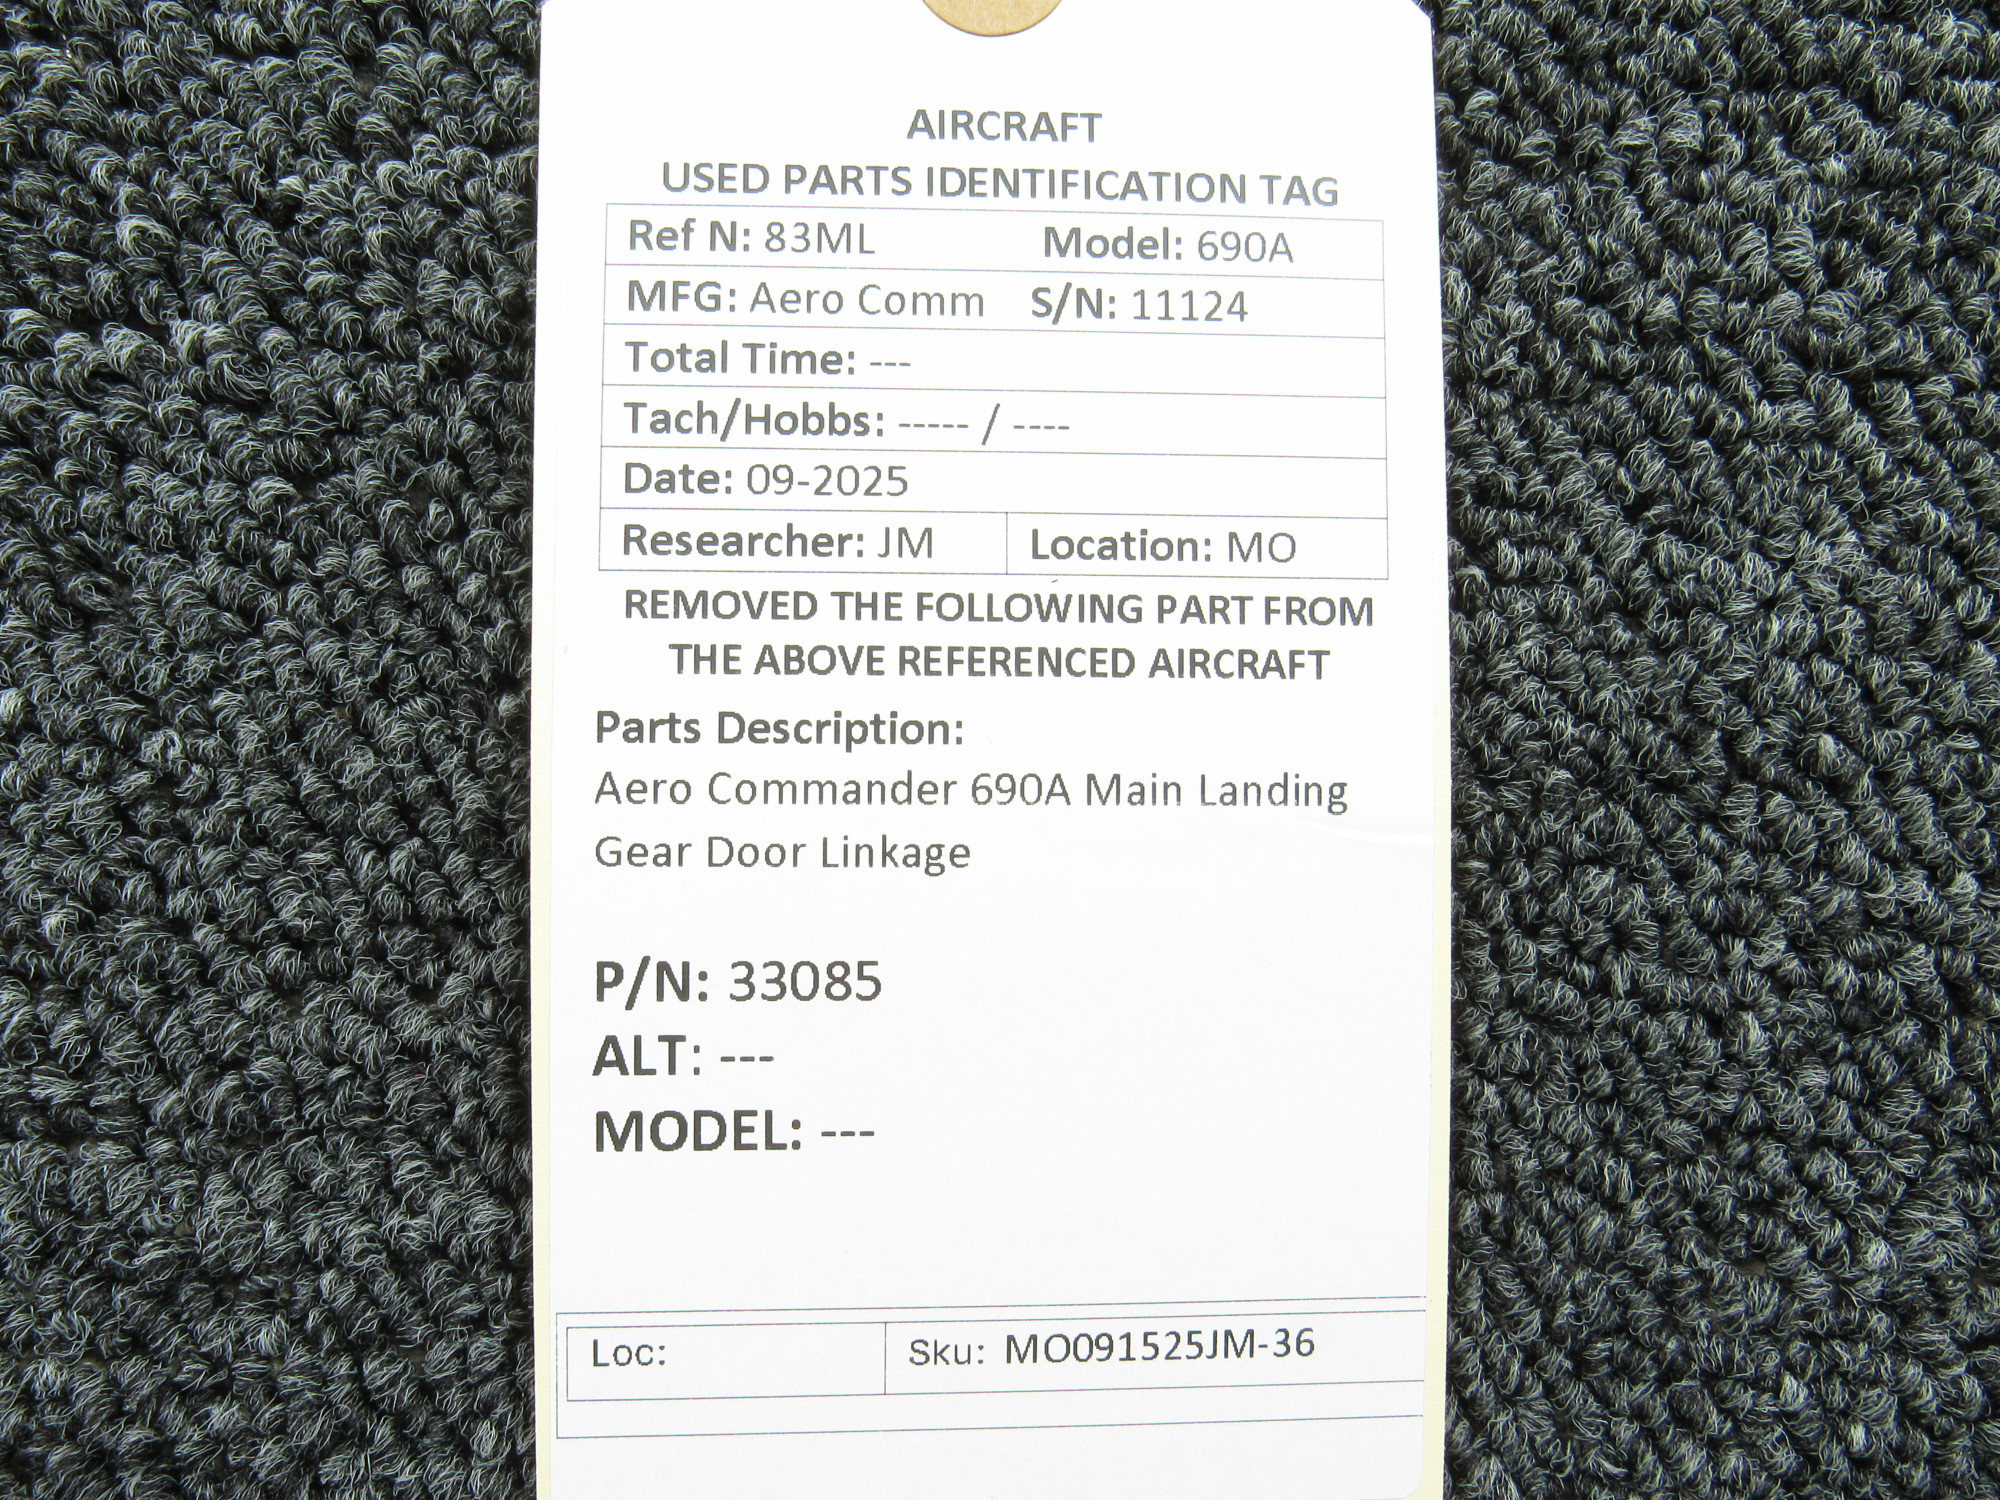 AIRCRAFT
USED PARTS IDENTIFICATION TAG
Ref N: 83ML Model: 690A
MFG: Aero Comm S/N: 11124
Total Time: ---
Tach/Hobbs: ----- / ----
Date: 09-2025
Researcher: JM Location: MO
REMOVED THE FOLLOWING PART FROM
THE ABOVE REFERENCED AIRCRAFT
Parts Description:
Aero Commander 690A Main Landing
Gear Door Linkage
P/N: 33085
ALT: ---
MODEL: ---
Loc: Sku: MO091525JM-36